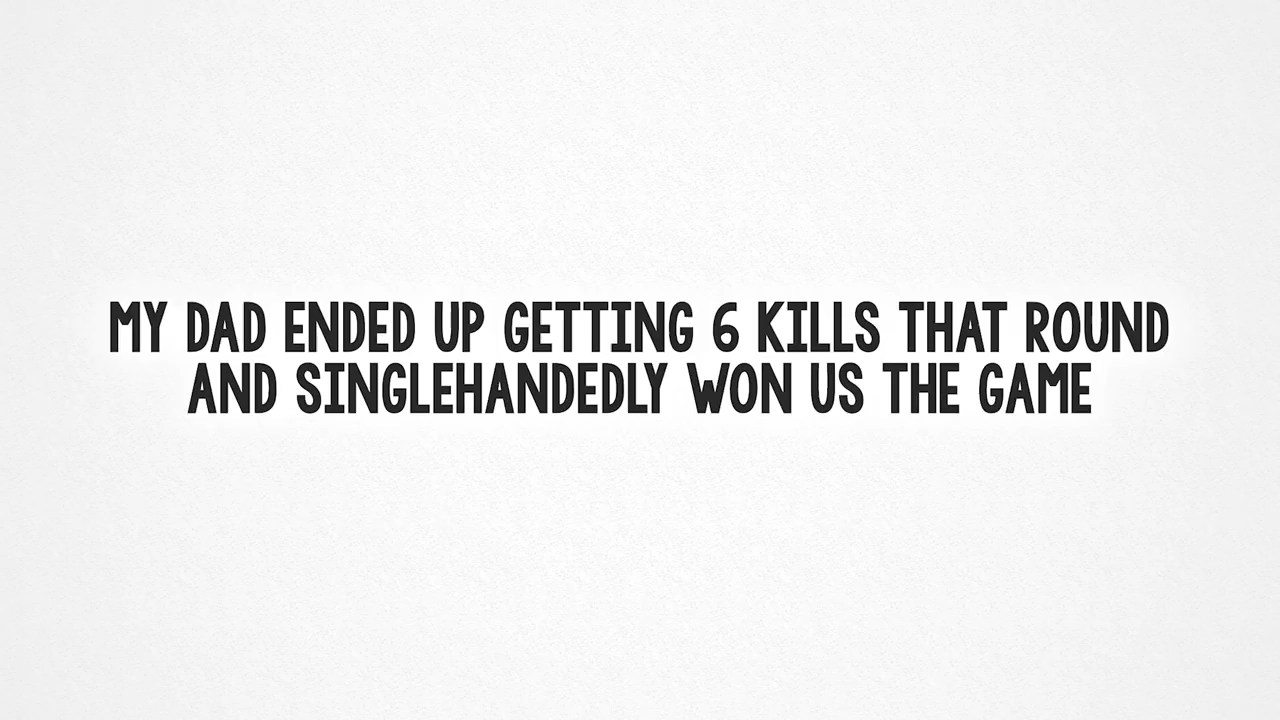 MY DAD ENDED UP GETTING 6 KILLS THAT ROUND
AND SINGLEHANDEDLY WON US THE GAME